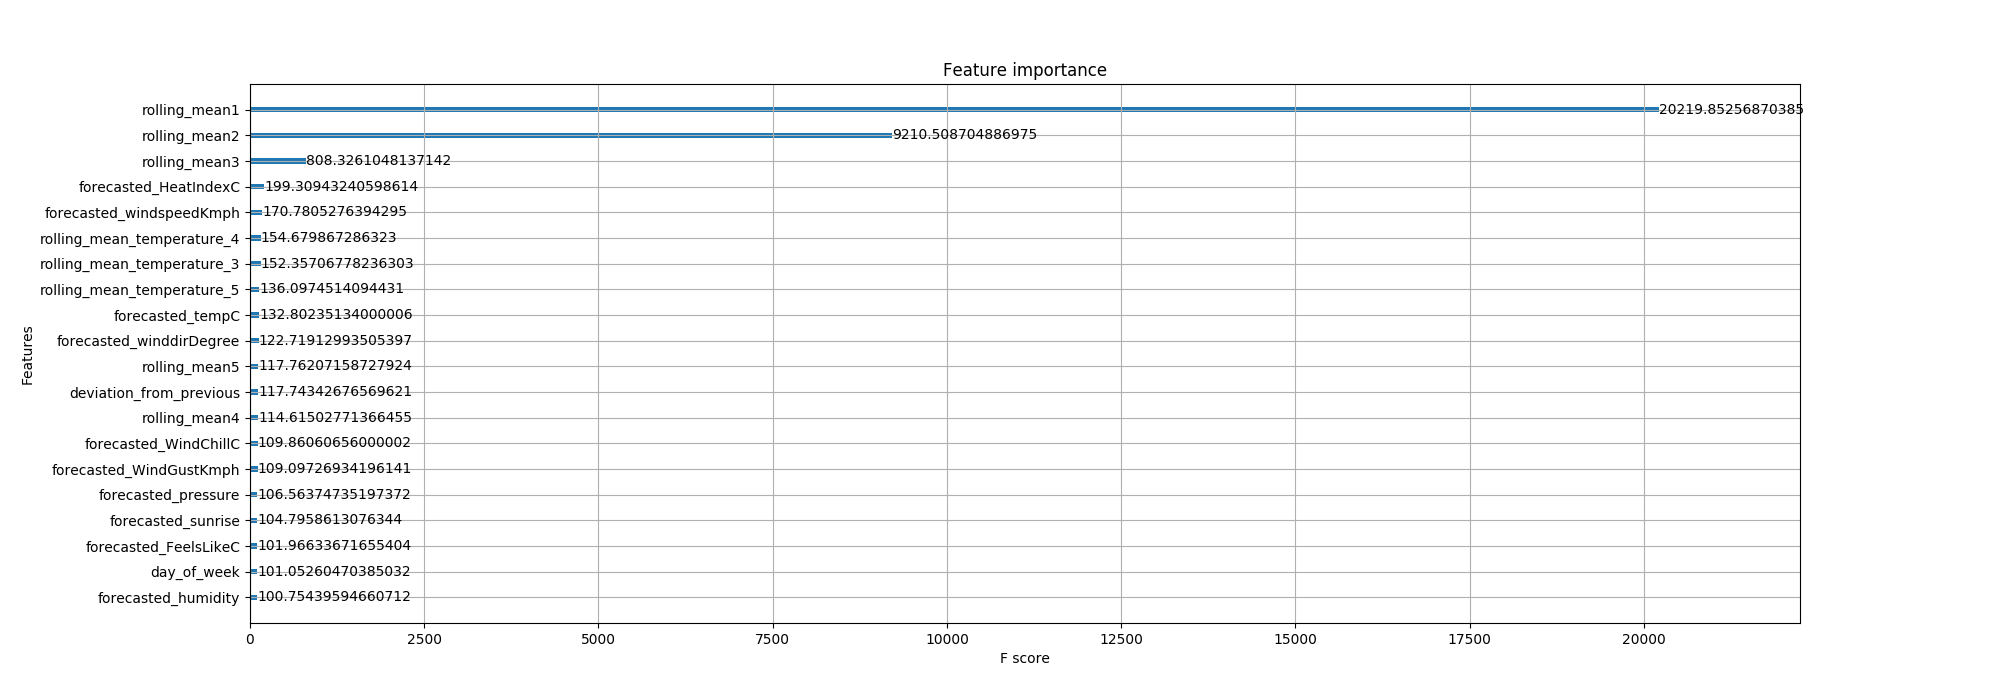 Feature importance
rolling_mean1 20219.85256870385
rolling_mean2 9210.508704886975
rolling_mean3 808.3261048137142
forecasted_HeatIndexC 199.30943240598614
forecasted_windspeedKmph 170.7805276394295
rolling_mean_temperature_4 154.679867286323
rolling_mean_temperature_3 152.35706778236303
rolling_mean_temperature_5 136.0974514094431
forecasted_tempC 132.80235134000006
forecasted_winddirDegree 122.71912993505397
rolling_mean5 117.76207158727924
deviation_from_previous 117.74342676569621
rolling_mean4 114.61502771366455
forecasted_WindChillC 109.86060656000002
forecasted_WindGustKmph 109.09726934196141
forecasted_pressure 106.56374735197372
forecasted_sunrise 104.7958613076344
forecasted_FeelsLikeC 101.96633671655404
day_of_week 101.05260470385032
forecasted_humidity 100.75439594660712
Features
0 2500 5000 7500 10000 12500 15000 17500 20000
F score